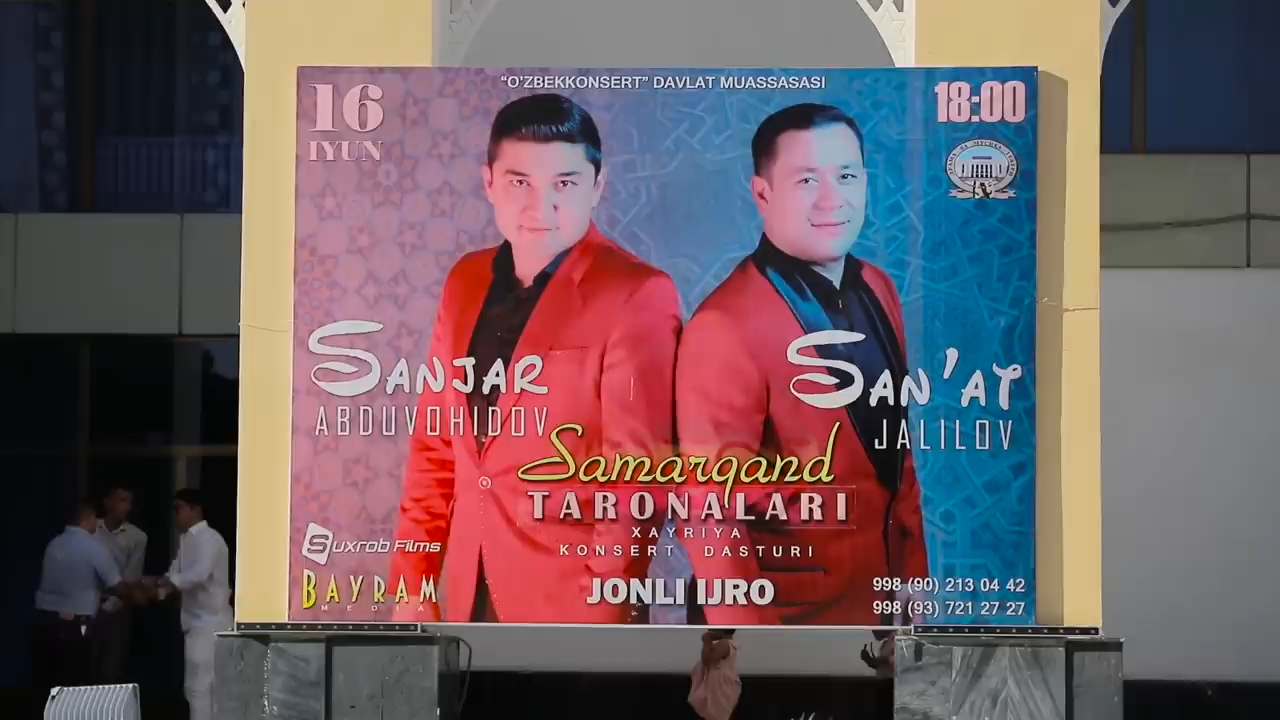 "O'ZBEKKONSERT" DAVLAT MUASSASASI
16
IYUN
18:00
SANJAR
ABDUVOHIDOV
SAN'AT
JALILOV
Samarqand
TARONALARI
XAYRIYA
KONSERT DASTURI
JONLI IJRO
Suxrob Films
BAYRAM
MEDIA
998 (90) 213 04 42
998 (93) 721 27 27